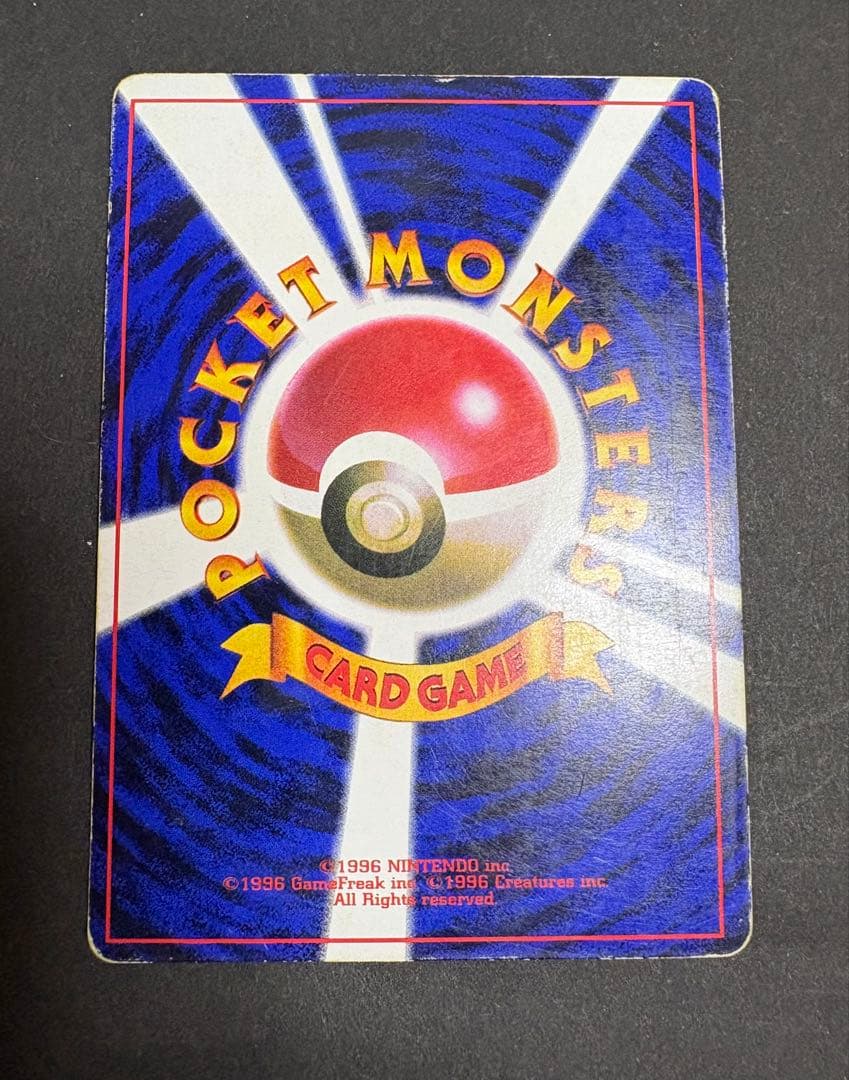 POCKET MONSTERS
CARD GAME
©1996 NINTENDO inc.
©1996 GameFreak inc. ©1996 Creatures inc.
All Rights reserved.